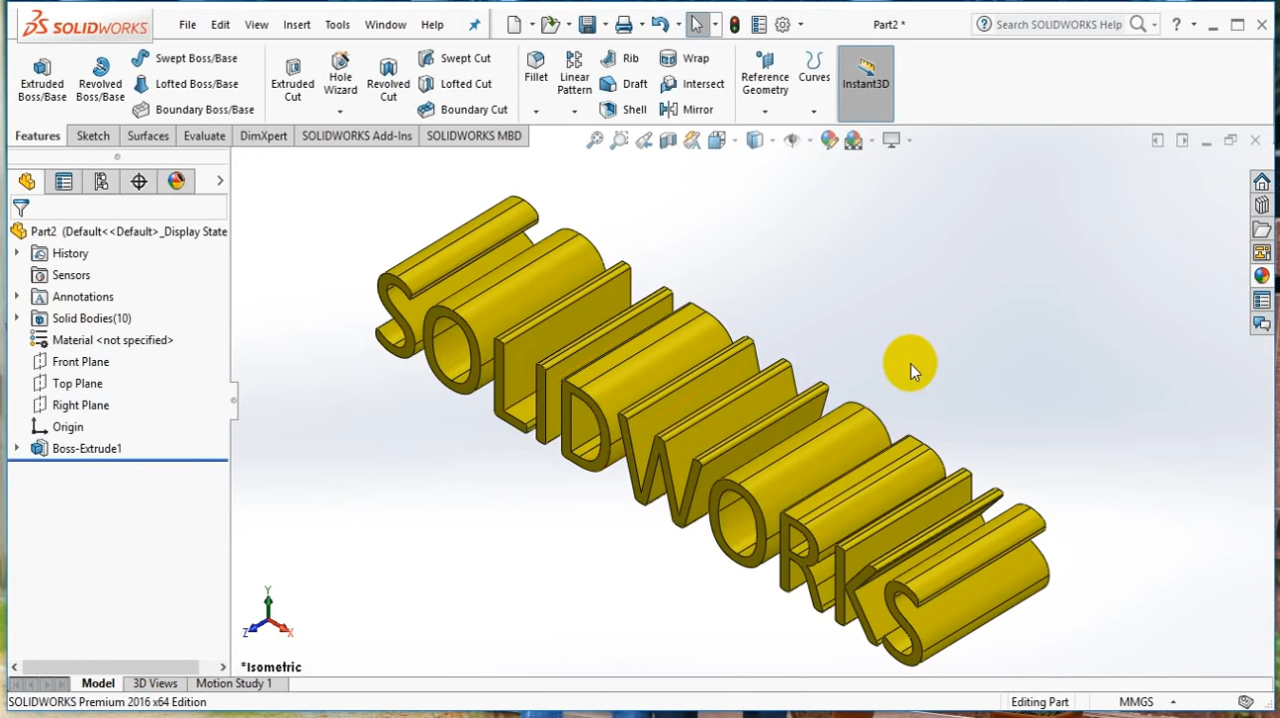 SOLIDWORKS File Edit View Insert Tools Window Help Part2 * Search SOLIDWORKS Help ?
Extruded Boss/Base
Revolved Boss/Base
Swept Boss/Base
Lofted Boss/Base
Boundary Boss/Base
Extruded Cut
Hole Wizard
Revolved Cut
Swept Cut
Lofted Cut
Boundary Cut
Fillet
Linear Pattern
Rib
Draft
Shell
Wrap
Intersect
Mirror
Reference Geometry
Curves
Instant3D
Features Sketch Surfaces Evaluate DimXpert SOLIDWORKS Add-Ins SOLIDWORKS MBD
Part2 (Default<<Default>_Display State
History
Sensors
Annotations
Solid Bodies(10)
Material <not specified>
Front Plane
Top Plane
Right Plane
Origin
Boss-Extrude1
SOLIDWORKS
Y
Z X
*Isometric
Model 3D Views Motion Study 1
SOLIDWORKS Premium 2016 x64 Edition Editing Part MMGS